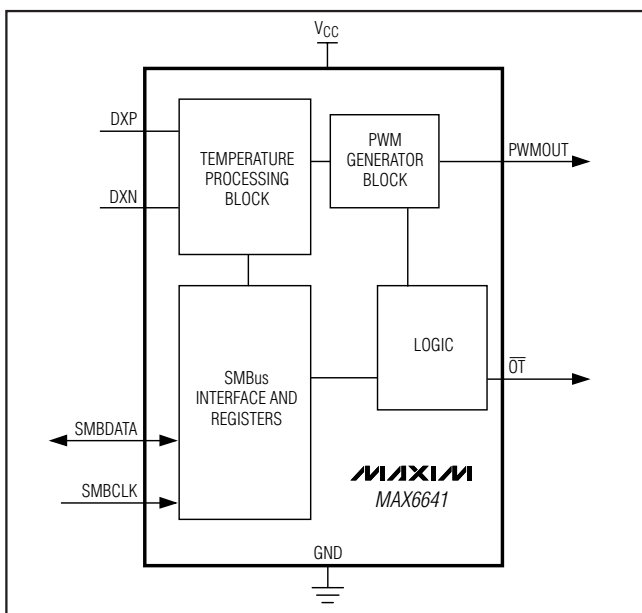 VCC
DXP
DXN
TEMPERATURE
PROCESSING
BLOCK
PWM
GENERATOR
BLOCK
PWMOUT
SMBus
INTERFACE AND
REGISTERS
LOGIC
OT
SMBDATA
SMBCLK
MAXIM
MAX6641
GND